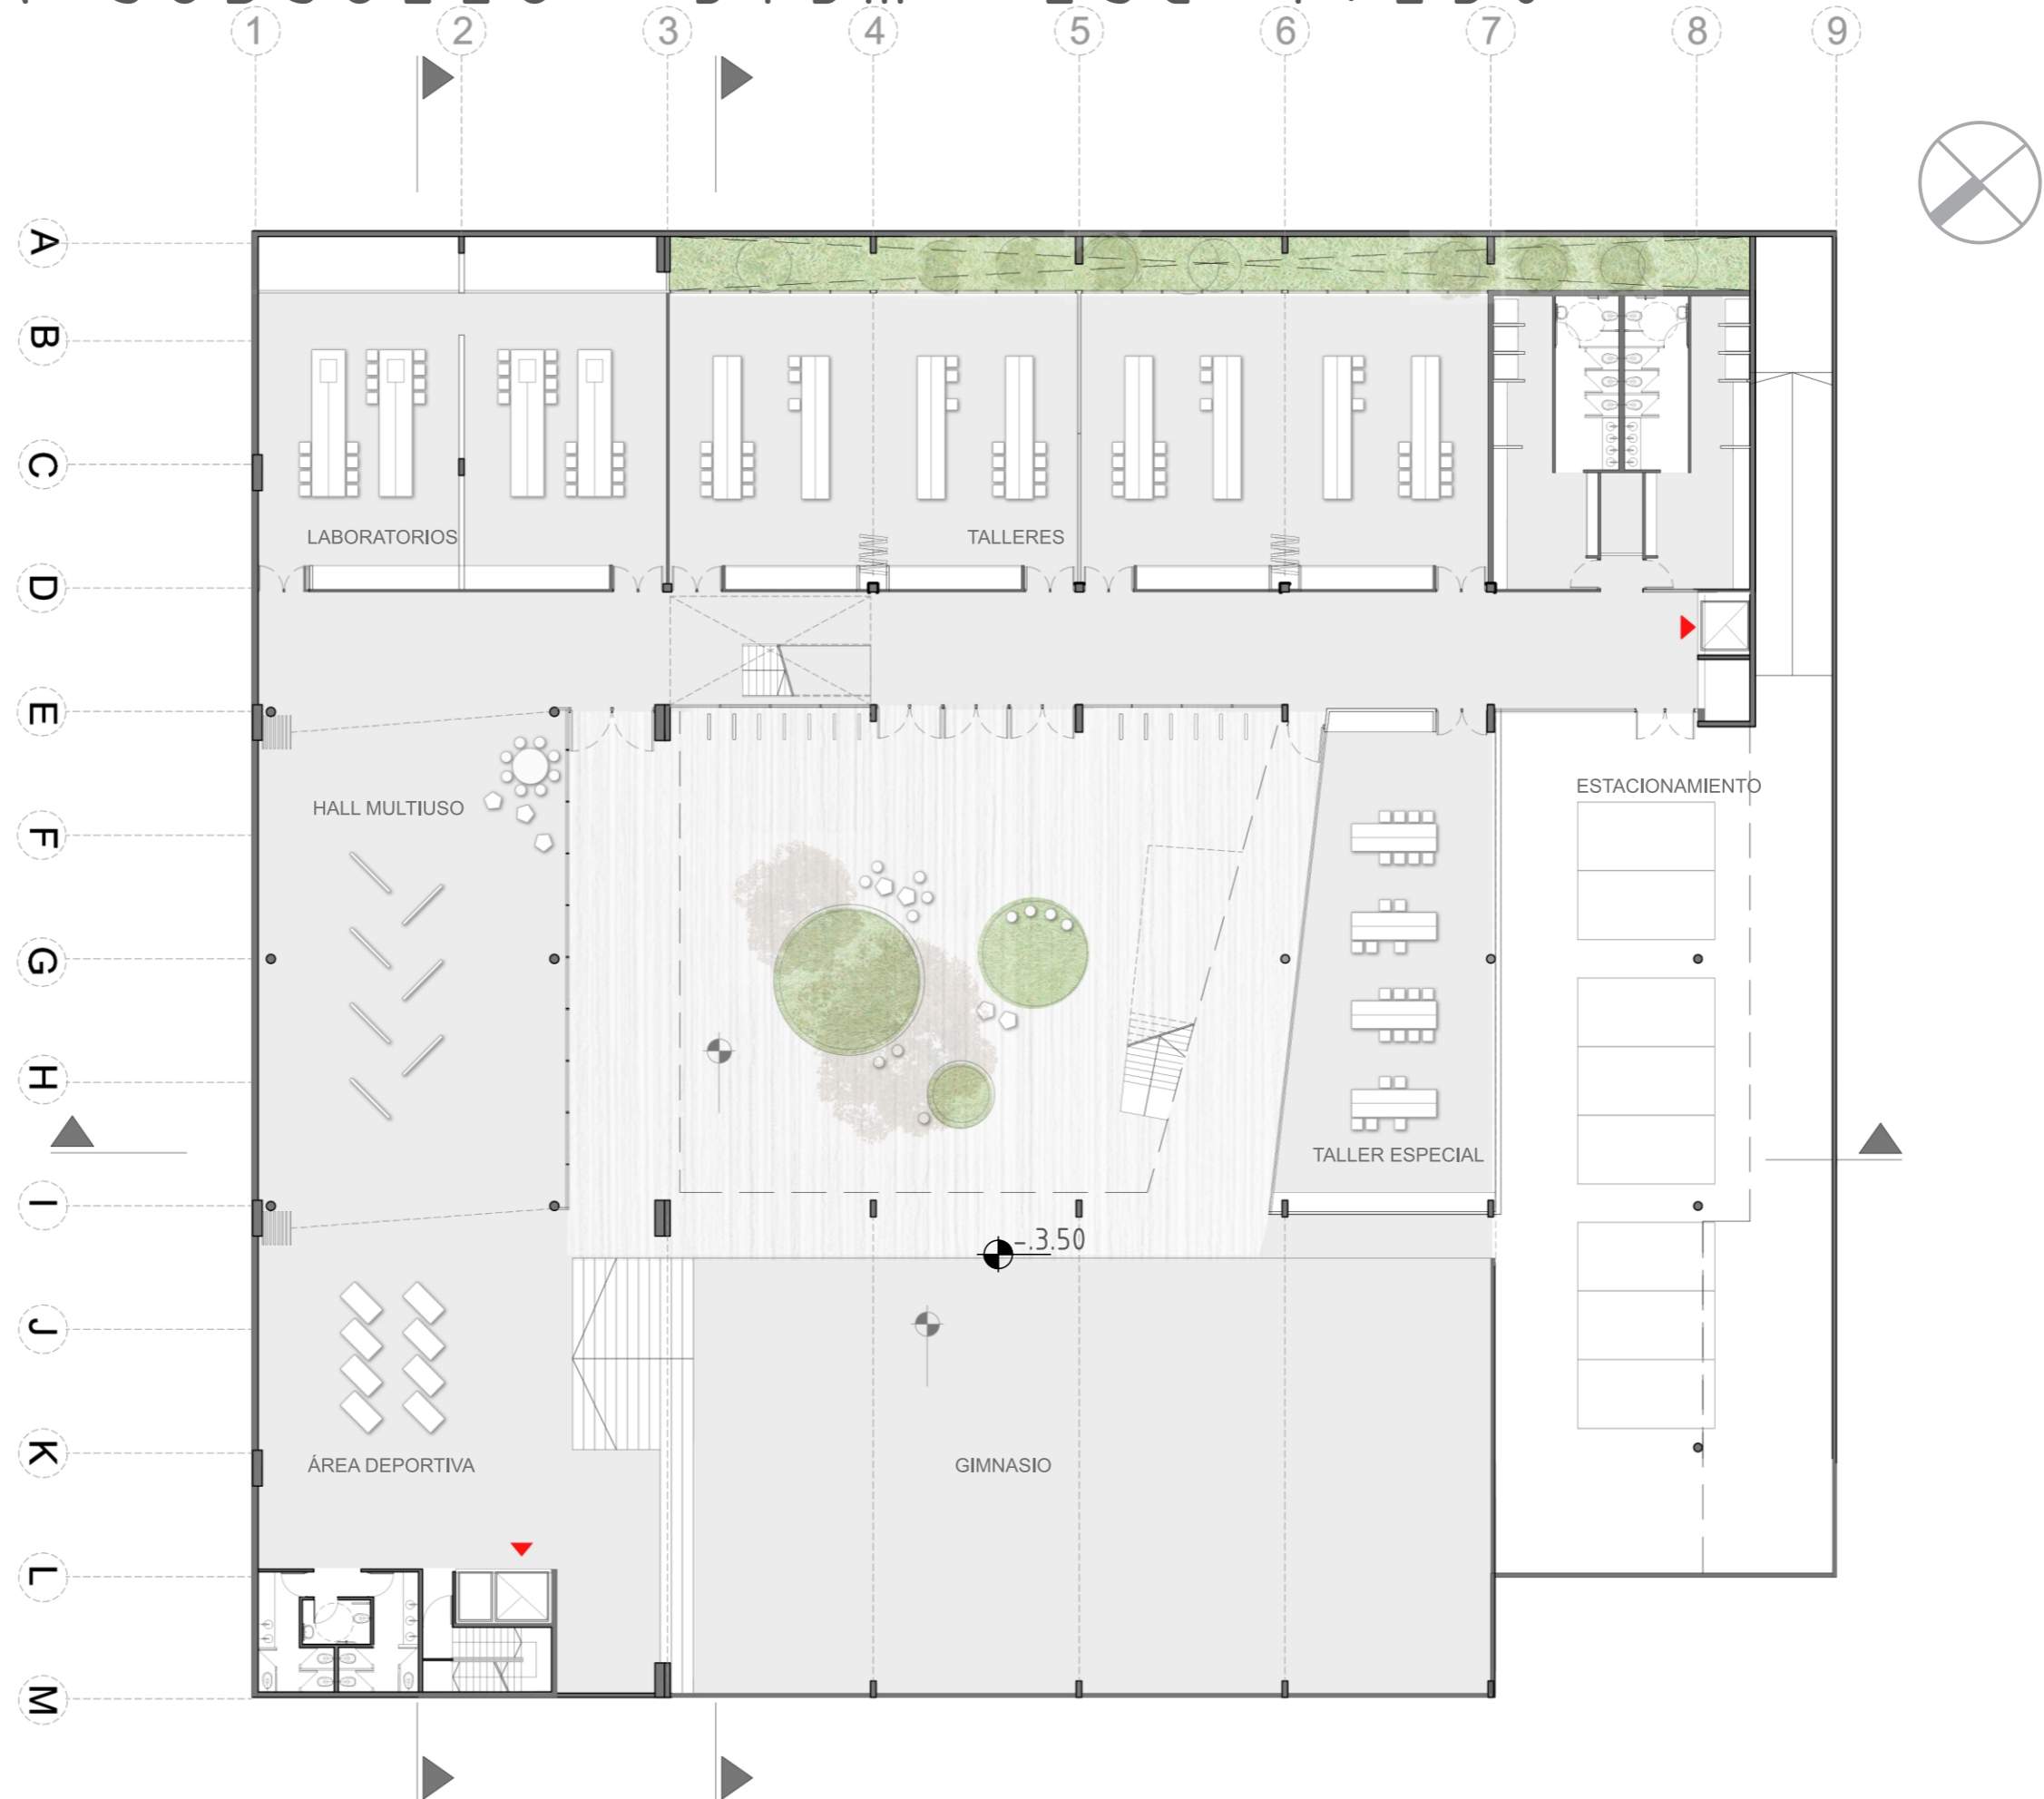 1 2 3 4 5 6 7 8 9
A
B
C
LABORATORIOS TALLERES
D
E
ESTACIONAMIENTO
HALL MULTIUSO
F
G
H
TALLER ESPECIAL
I
-.3.50
J
K
ÁREA DEPORTIVA GIMNASIO
L
M